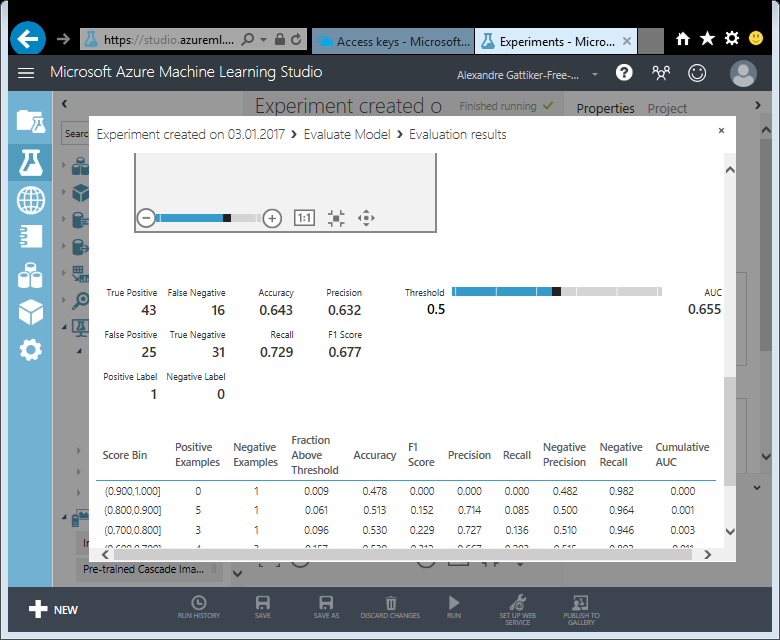 https://studio.azureml....
Access keys - Microsoft...
Experiments - Micro...
Microsoft Azure Machine Learning Studio
Alexandre Gattiker-Free-...
Experiment created o
Finished running
Properties Project
Searc
Experiment created on 03.01.2017 > Evaluate Model > Evaluation results
1:1
True Positive False Negative Accuracy Precision Threshold AUC
43 16 0.643 0.632 0.5 0.655
False Positive True Negative Recall F1 Score
25 31 0.729 0.677
Positive Label Negative Label
1 0
Score Bin Positive Examples Negative Examples Fraction Above Threshold Accuracy F1 Score Precision Recall Negative Precision Negative Recall Cumulative AUC
(0.900,1.000] 0 1 0.009 0.478 0.000 0.000 0.000 0.482 0.982 0.000
(0.800,0.900] 5 1 0.061 0.513 0.152 0.714 0.085 0.500 0.964 0.001
(0.700,0.800] 3 1 0.096 0.530 0.229 0.727 0.136 0.510 0.946 0.003
Pre-trained Cascade Ima...
NEW
RUN HISTORY
SAVE
SAVE AS
DISCARD CHANGES
RUN
SET UP WEB SERVICE
PUBLISH TO GALLERY